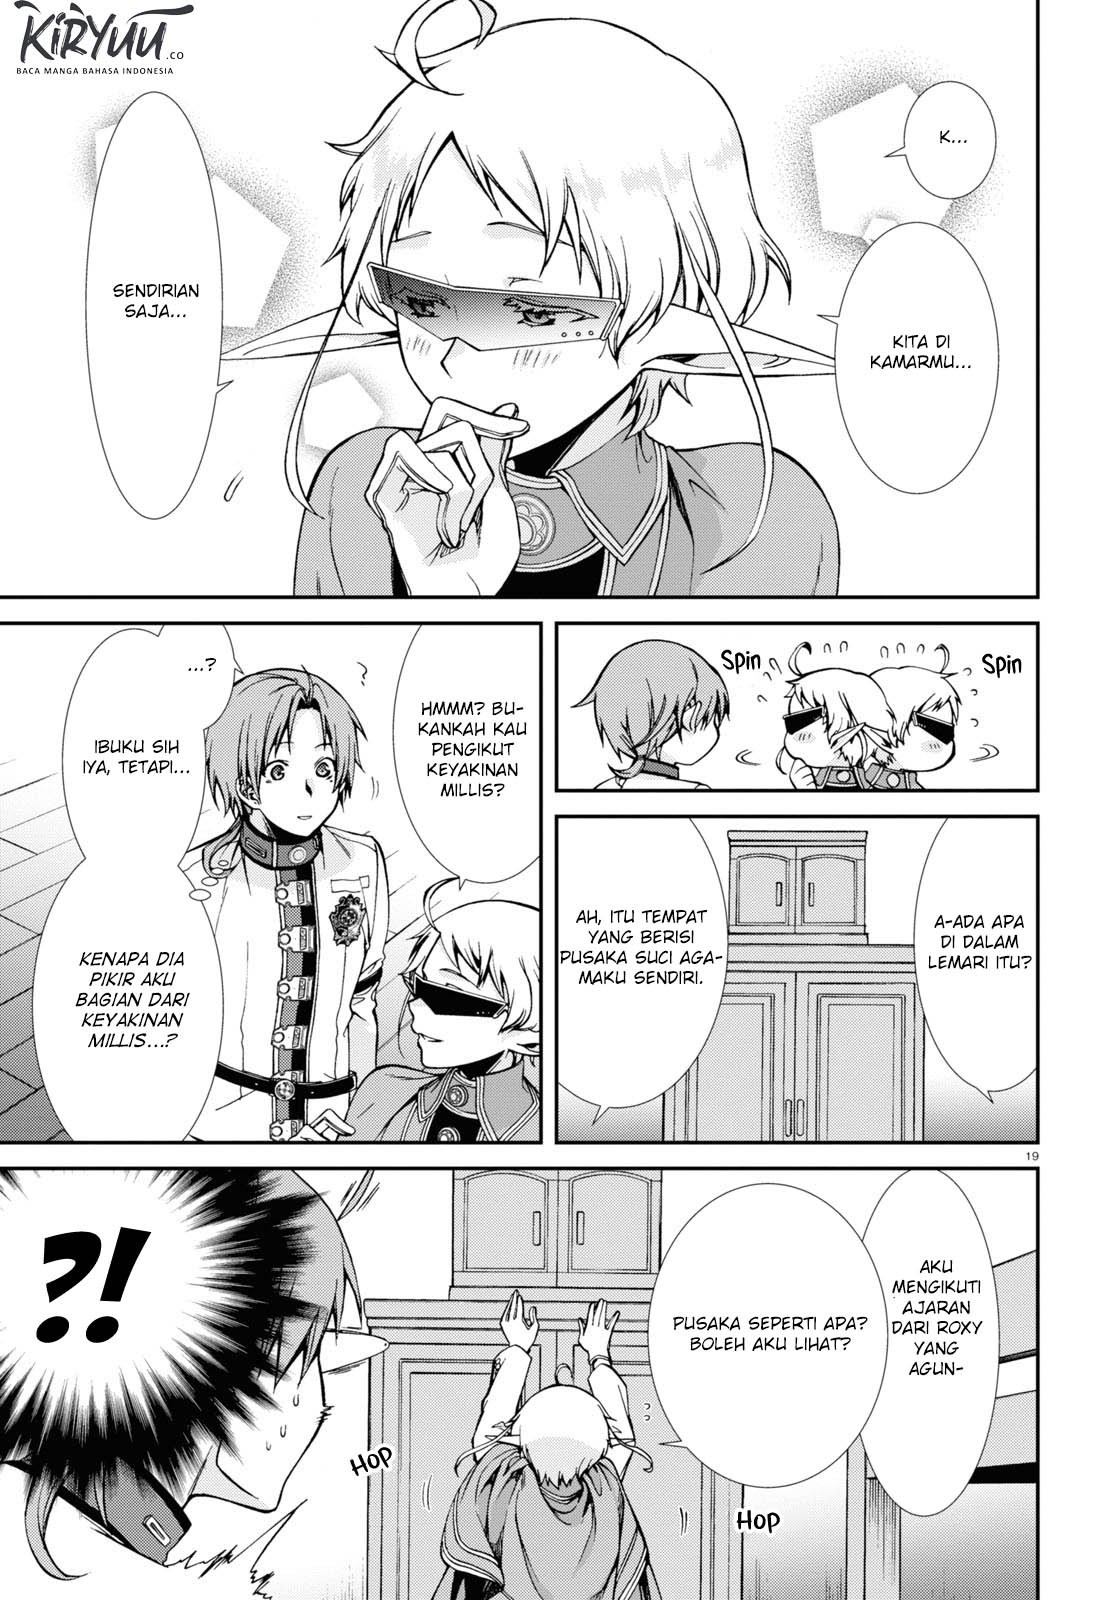 KIRYUU.CO
BACA MANGA BAHASA INDONESIA
K...
KITA DI
KAMARMU...
SENDIRIAN
SAJA...
Spin
Spin
A-ADA APA
DI DALAM
LEMARI ITU?
AH, ITU TEMPAT
YANG BERISI
PUSAKA SUCI AGA-
MAKU SENDIRI.
HMMM? BU-
KANKAH KAU
PENGIKUT
KEYAKINAN
MILLIS?
...?
IBUKU SIH
IYA, TETAPI...
KENAPA DIA
PIKIR AKU
BAGIAN DARI
KEYAKINAN
MILLIS...?
19
AKU
MENGIKUTI
AJARAN
DARI ROXY
YANG
AGUN-
PUSAKA SEPERTI APA?
BOLEH AKU LIHAT?
HOP
HOP
?!